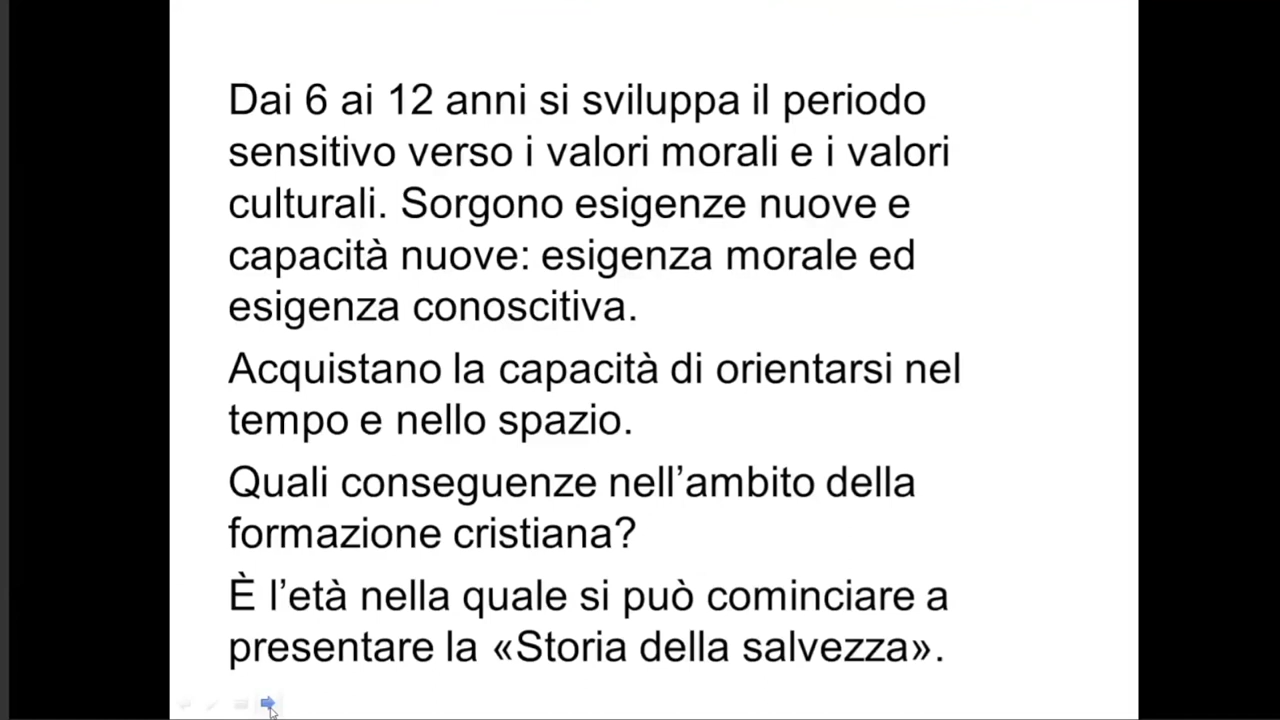 Dai 6 ai 12 anni si sviluppa il periodo
sensitivo verso i valori morali e i valori
culturali. Sorgono esigenze nuove e
capacità nuove: esigenza morale ed
esigenza conoscitiva.
Acquistano la capacità di orientarsi nel
tempo e nello spazio.
Quali conseguenze nell’ambito della
formazione cristiana?
È l’età nella quale si può cominciare a
presentare la «Storia della salvezza».